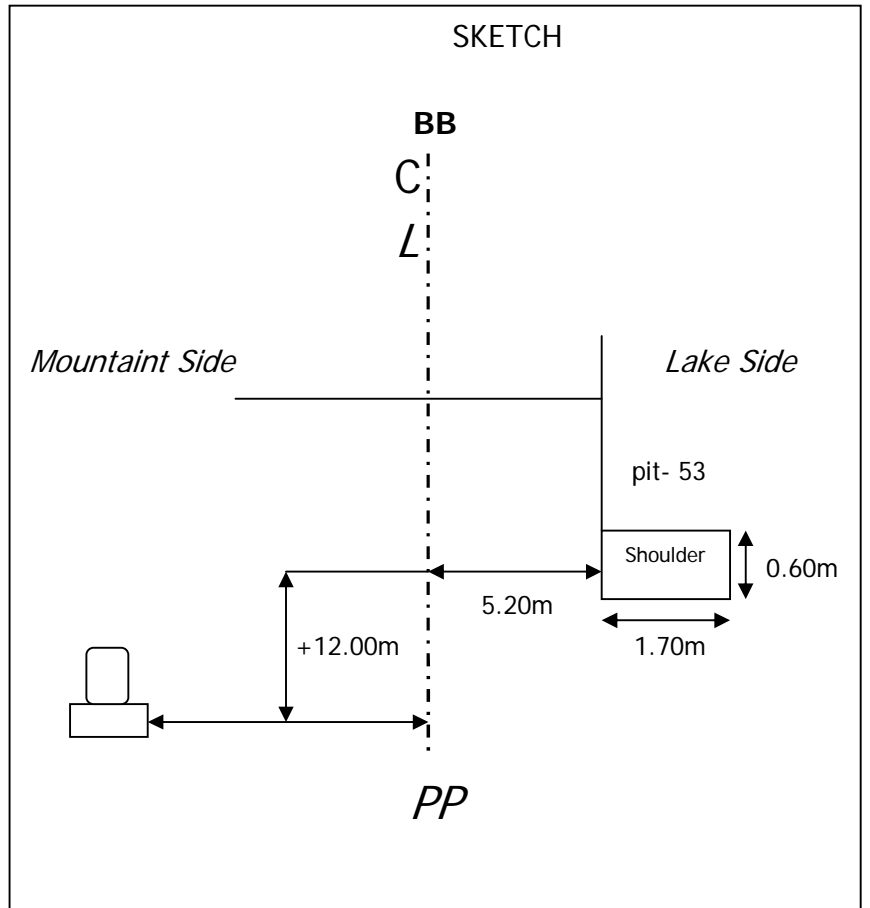 SKETCH
BB
C
L
Mountaint Side
Lake Side
pit- 53
Shoulder
0.60m
5.20m
+12.00m
1.70m
PP